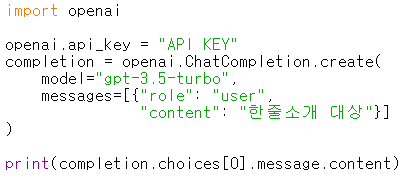 import openai
openai.api_key = "API KEY"
completion = openai.ChatCompletion.create(
model="gpt-3.5-turbo",
messages=[{"role": "user",
"content": "한줄소개 대상"}]
)
print(completion.choices[0].message.content)